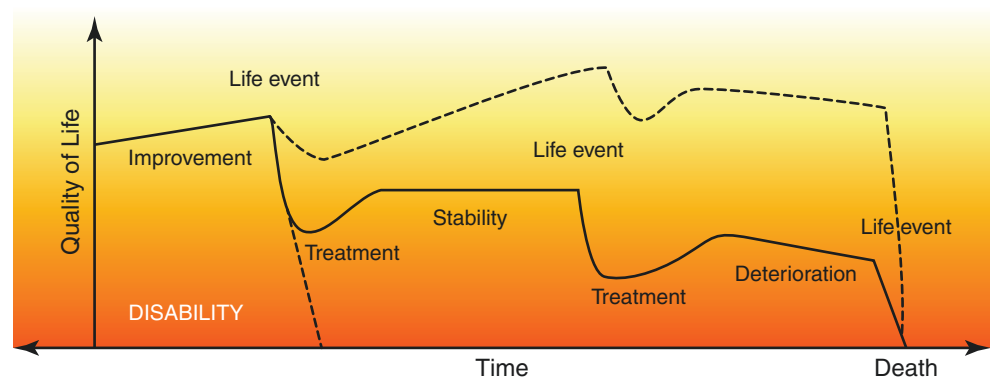 Quality of Life
Life event
Improvement
Life event
Stability
Life event
Treatment
Deterioration
Treatment
DISABILITY
Time
Death